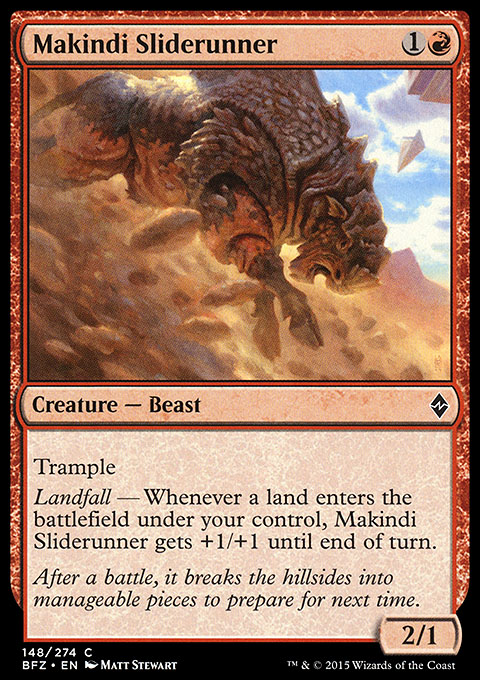 Makindi Sliderunner 1
Creature — Beast
Trample
Landfall — Whenever a land enters the
battlefield under your control, Makindi
Sliderunner gets +1/+1 until end of turn.
After a battle, it breaks the hillsides into
manageable pieces to prepare for next time.
2/1
148/274 C
BFZ • EN Matt Stewart
™ & © 2015 Wizards of the Coast